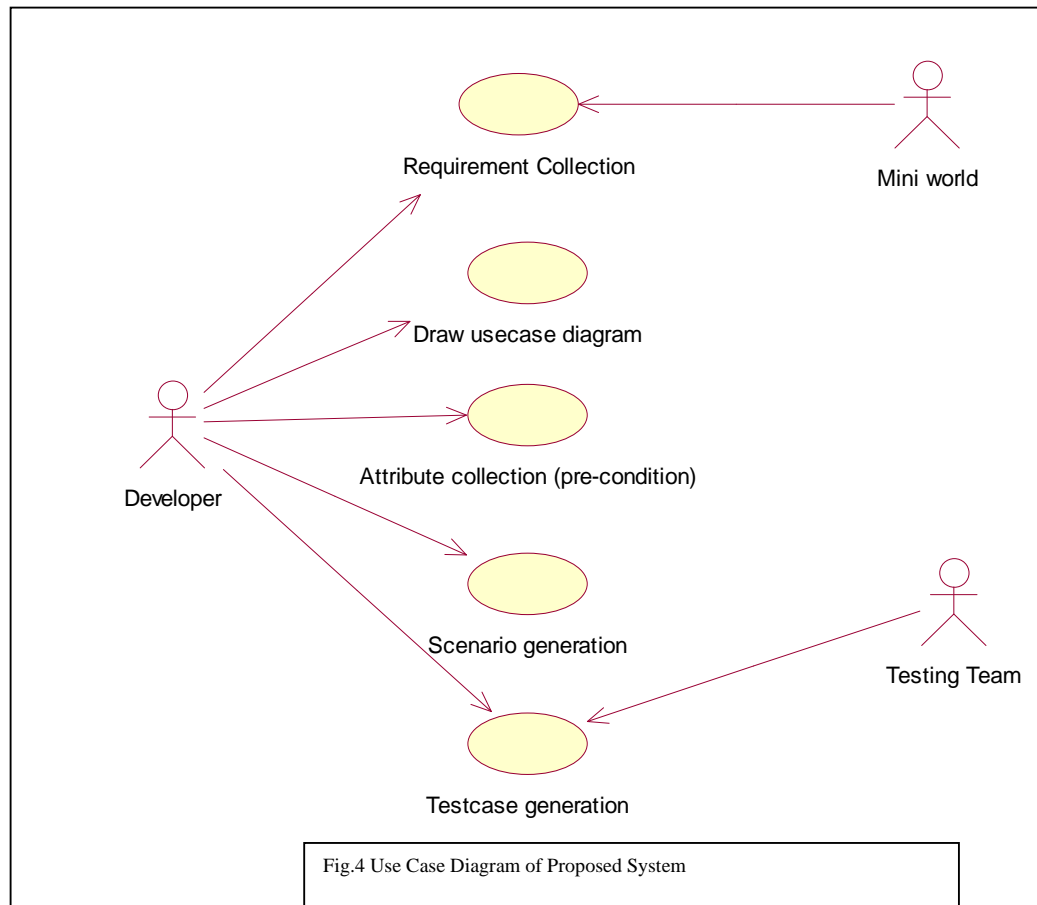 Requirement Collection
Mini world
Draw usecase diagram
Attribute collection (pre-condition)
Developer
Scenario generation
Testing Team
Testcase generation
Fig.4 Use Case Diagram of Proposed System